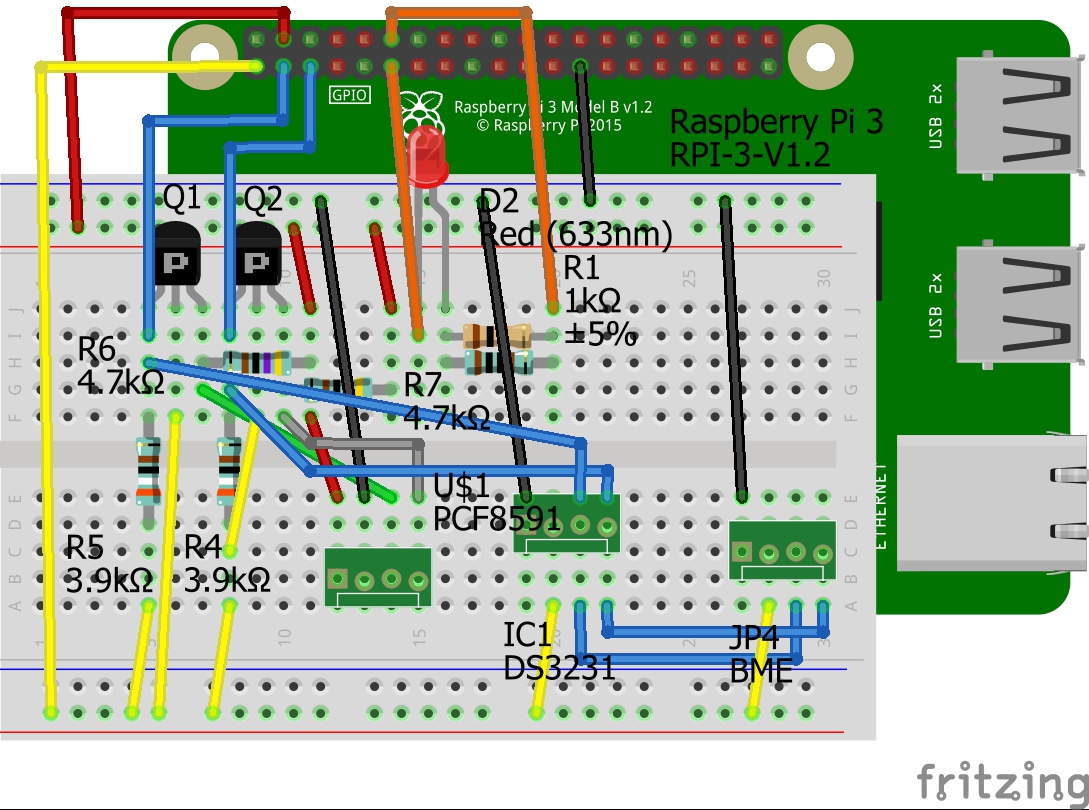 GPIO
Raspberry Pi 3 Model B v1.2
© Raspberry Pi 2015
Raspberry Pi 3
RPI-3-V1.2
USB 2x
USB 2x
ETHERNET
Q1
Q2
P
P
D2
Red (633nm)
R1
1kΩ
±5%
10
15
25
30
J
J
I
I
H
H
G
G
F
F
R6
4.7kΩ
R7
4.7kΩ
U$1
PCF8591
E
E
D
D
C
C
B
B
A
A
R5
3.9kΩ
R4
3.9kΩ
1
10
15
20
IC1
DS3231
JP4
BME
fritzing